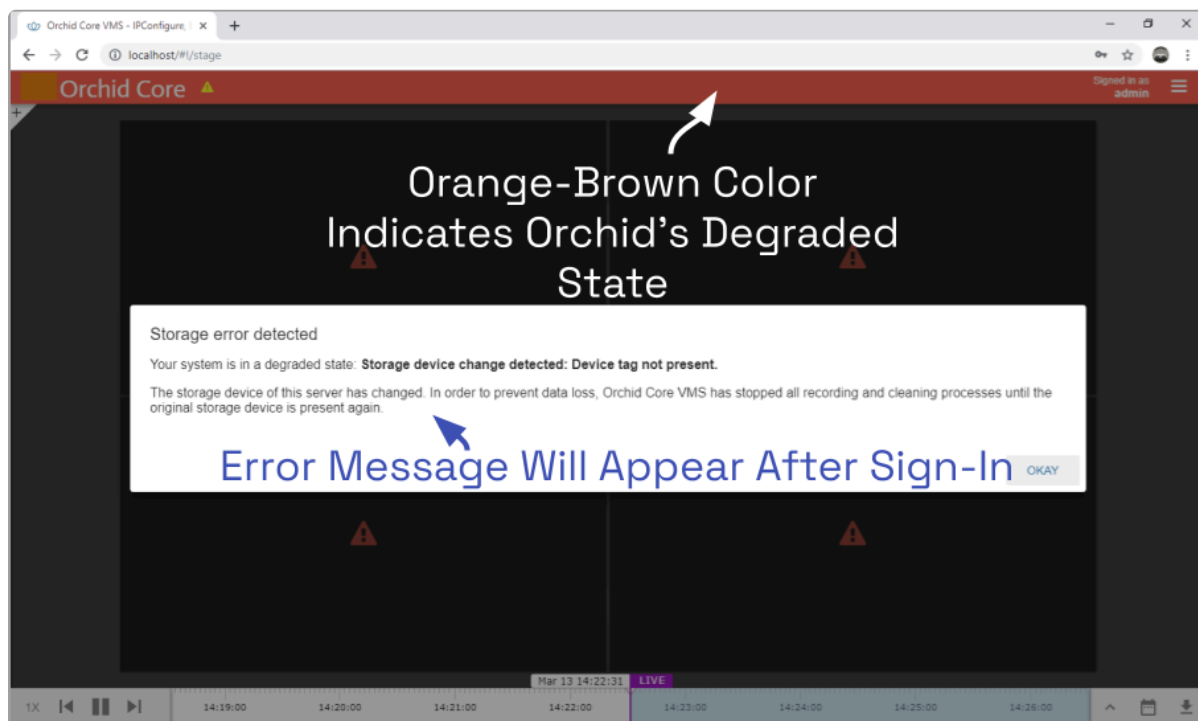 Orchid Core VMS - IPConfigure,
localhost/#!/stage
Orchid Core
Signed in as
admin
Orange-Brown Color
Indicates Orchid's Degraded
State
Storage error detected
Your system is in a degraded state: Storage device change detected: Device tag not present.
The storage device of this server has changed. In order to prevent data loss, Orchid Core VMS has stopped all recording and cleaning processes until the
original storage device is present again.
Error Message Will Appear After Sign-In
OKAY
Mar 13 14:22:31 LIVE
1X 14:19:00 14:20:00 14:21:00 14:22:00 14:23:00 14:24:00 14:25:00 14:26:00